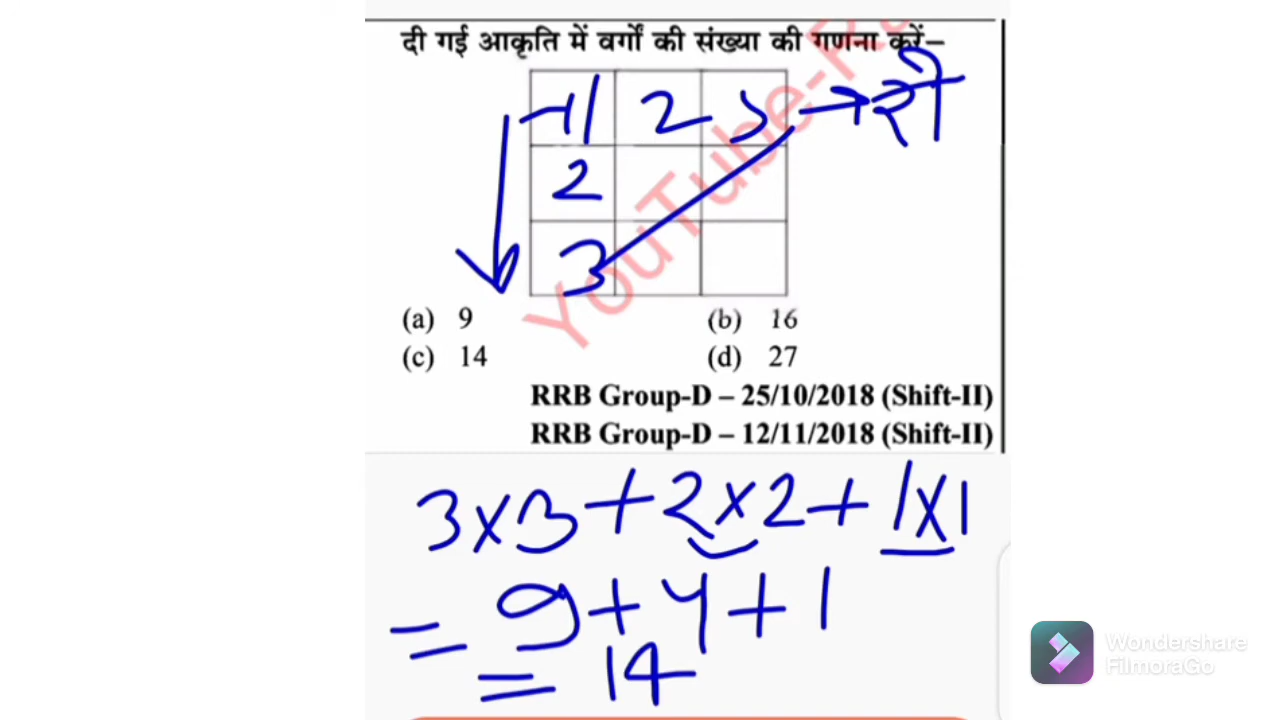 दी गई आकृति में वर्गों की संख्या की गणना करें–
1 2 3
2
3
(a) 9 (b) 16
(c) 14 (d) 27
RRB Group-D – 25/10/2018 (Shift-II)
RRB Group-D – 12/11/2018 (Shift-II)
3×3+2×2+1×1
= 9+4+1
= 14
YouTube-Ra
Wondershare
FilmoraGo